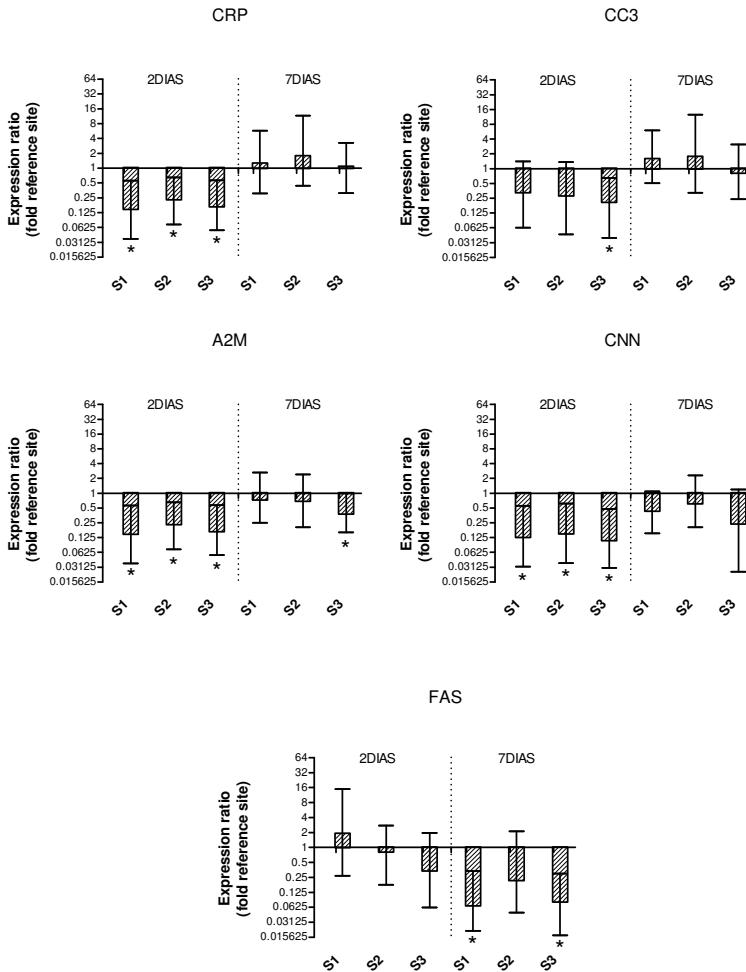 CRP
2DIAS 7DIAS
Expression ratio
(fold reference site)
64
32
16
8
4
2
1
0.5
0.25
0.125
0.0625
0.03125
0.015625
* * *
S1 S2 S3 S1 S2 S3
CC3
2DIAS 7DIAS
Expression ratio
(fold reference site)
64
32
16
8
4
2
1
0.5
0.25
0.125
0.0625
0.03125
0.015625
*
S1 S2 S3 S1 S2 S3
A2M
2DIAS 7DIAS
Expression ratio
(fold reference site)
64
32
16
8
4
2
1
0.5
0.25
0.125
0.0625
0.03125
0.015625
* * * *
S1 S2 S3 S1 S2 S3
CNN
2DIAS 7DIAS
Expression ratio
(fold reference site)
64
32
16
8
4
2
1
0.5
0.25
0.125
0.0625
0.03125
0.015625
* * *
S1 S2 S3 S1 S2 S3
FAS
2DIAS 7DIAS
Expression ratio
(fold reference site)
64
32
16
8
4
2
1
0.5
0.25
0.125
0.0625
0.03125
0.015625
* *
S1 S2 S3 S1 S2 S3